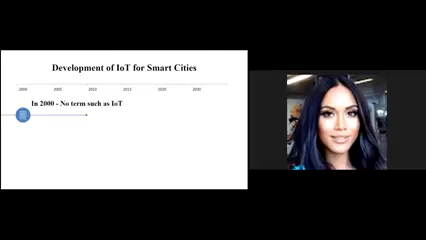 Development of IoT for Smart Cities
2000 2005 2010 2015 2020 2030
In 2000 - No term such as IoT